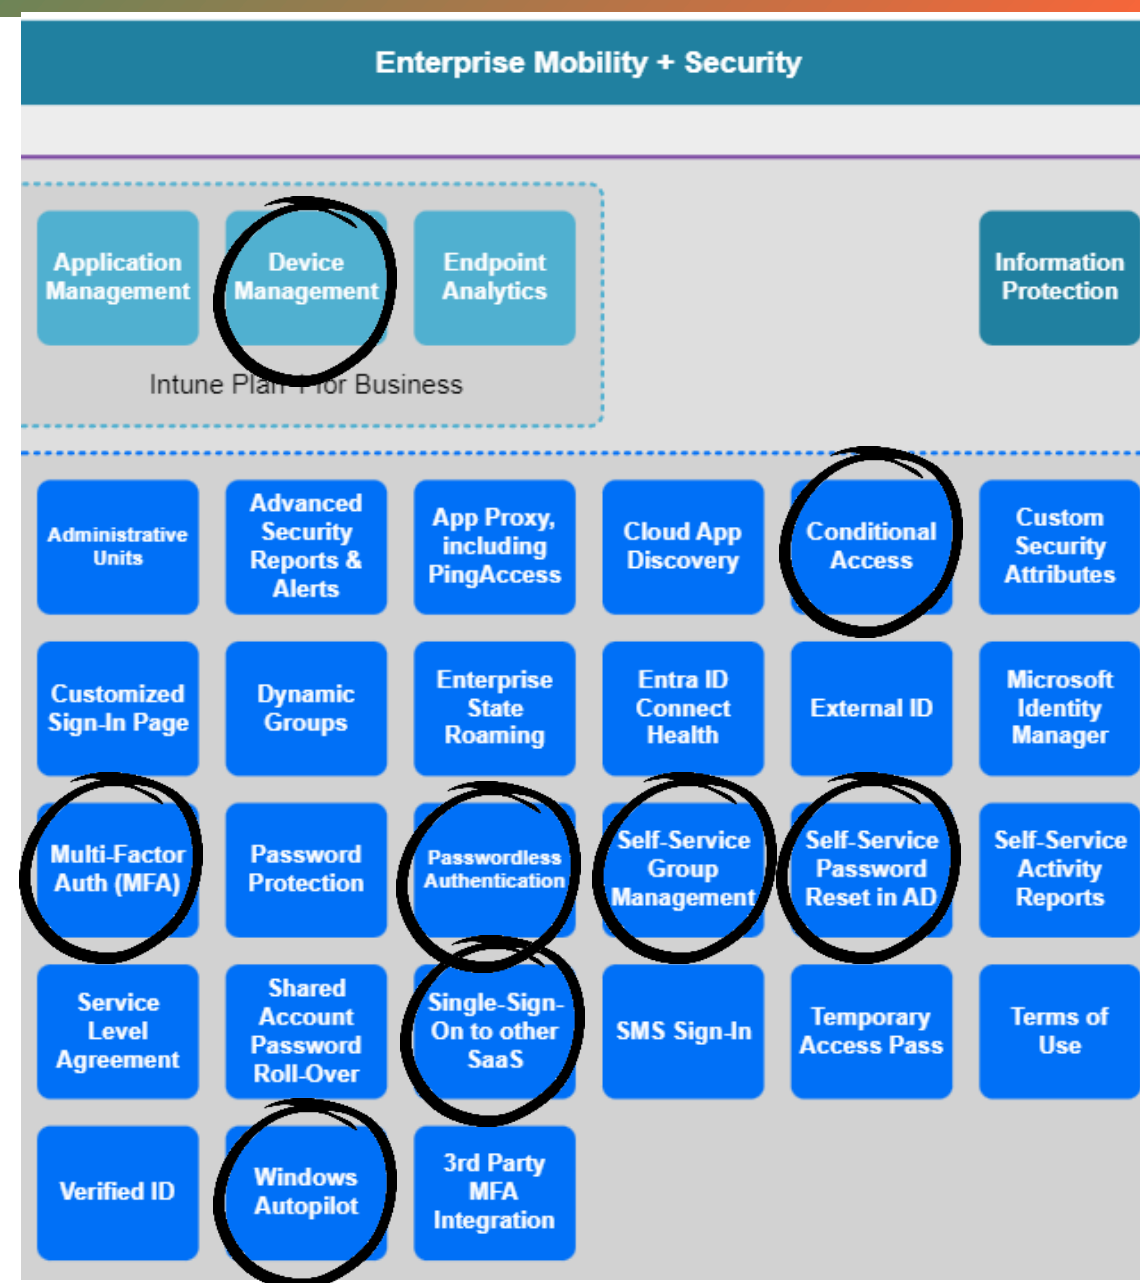 Enterprise Mobility + Security
Application
Management
Device
Management
Endpoint
Analytics
Information
Protection
Intune Plan 1 for Business
Administrative
Units
Advanced
Security
Reports &
Alerts
App Proxy,
including
PingAccess
Cloud App
Discovery
Conditional
Access
Custom
Security
Attributes
Customized
Sign-In Page
Dynamic
Groups
Enterprise
State
Roaming
Entra ID
Connect
Health
External ID
Microsoft
Identity
Manager
Multi-Factor
Auth (MFA)
Password
Protection
Passwordless
Authentication
Self-Service
Group
Management
Self-Service
Password
Reset in AD
Self-Service
Activity
Reports
Service
Level
Agreement
Shared
Account
Password
Roll-Over
Single-Sign-
On to other
SaaS
SMS Sign-In
Temporary
Access Pass
Terms of
Use
Verified ID
Windows
Autopilot
3rd Party
MFA
Integration